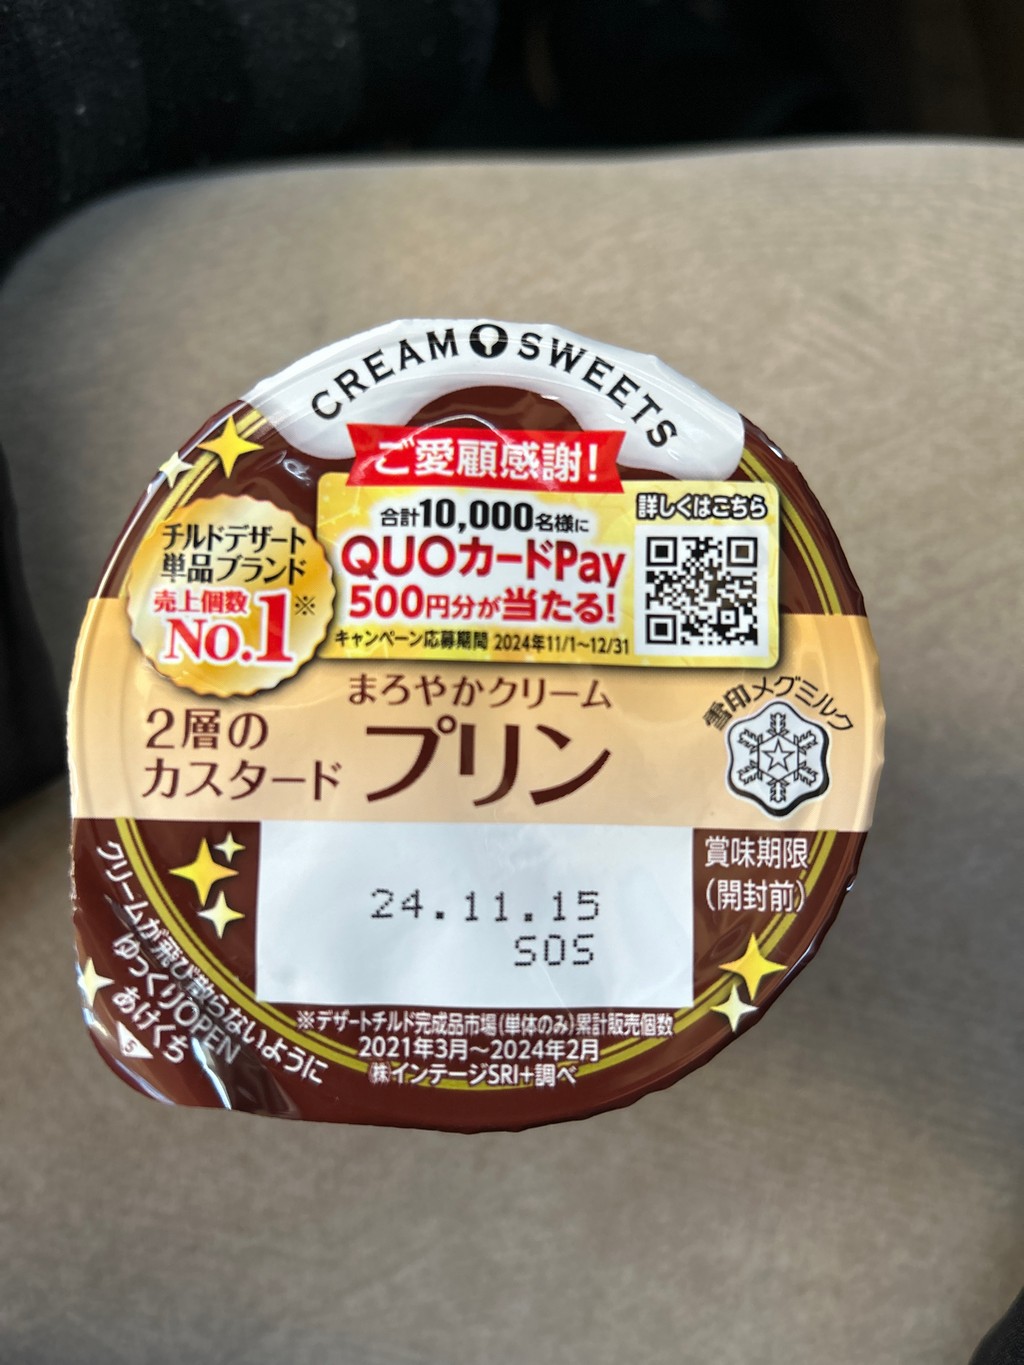 CREAM SWEETS
ご愛顧感謝!
合計10,000名様に
QUOカードPay
500円分が当たる!
キャンペーン応募期間 2024年11/1〜12/31
詳しくはこちら
チルドデザート
単品ブランド
売上個数
No.1※
まろやかクリーム
2層の
カスタード
プリン
雪印メグミルク
賞味期限
(開封前)
24.11.15
SOS
クリームが飛び散らないように
ゆっくりOPEN
あけくち
5
※デザートチルド完成品市場(単体のみ)累計販売個数
2021年3月〜2024年2月
㈱インテージSRI+調べ